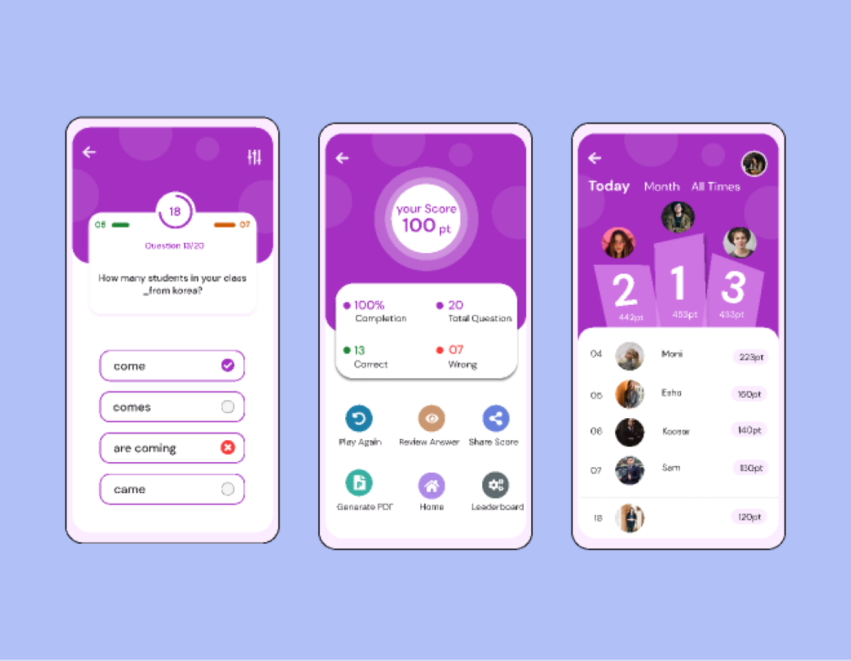 18
06 07
Question 13/20
How many students in your class
_from korea?
come
comes
are coming
came
your Score
100 pt
100% 20
Completion Total Question
13 07
Correct Wrong
Play Again Review Answer Share Score
Generate PDF Home Leaderboard
Today Month All Times
2 1 3
442pt 453pt 433pt
04 Moni 223pt
05 Esha 160pt
06 Koosar 140pt
07 Sam 130pt
18 120pt